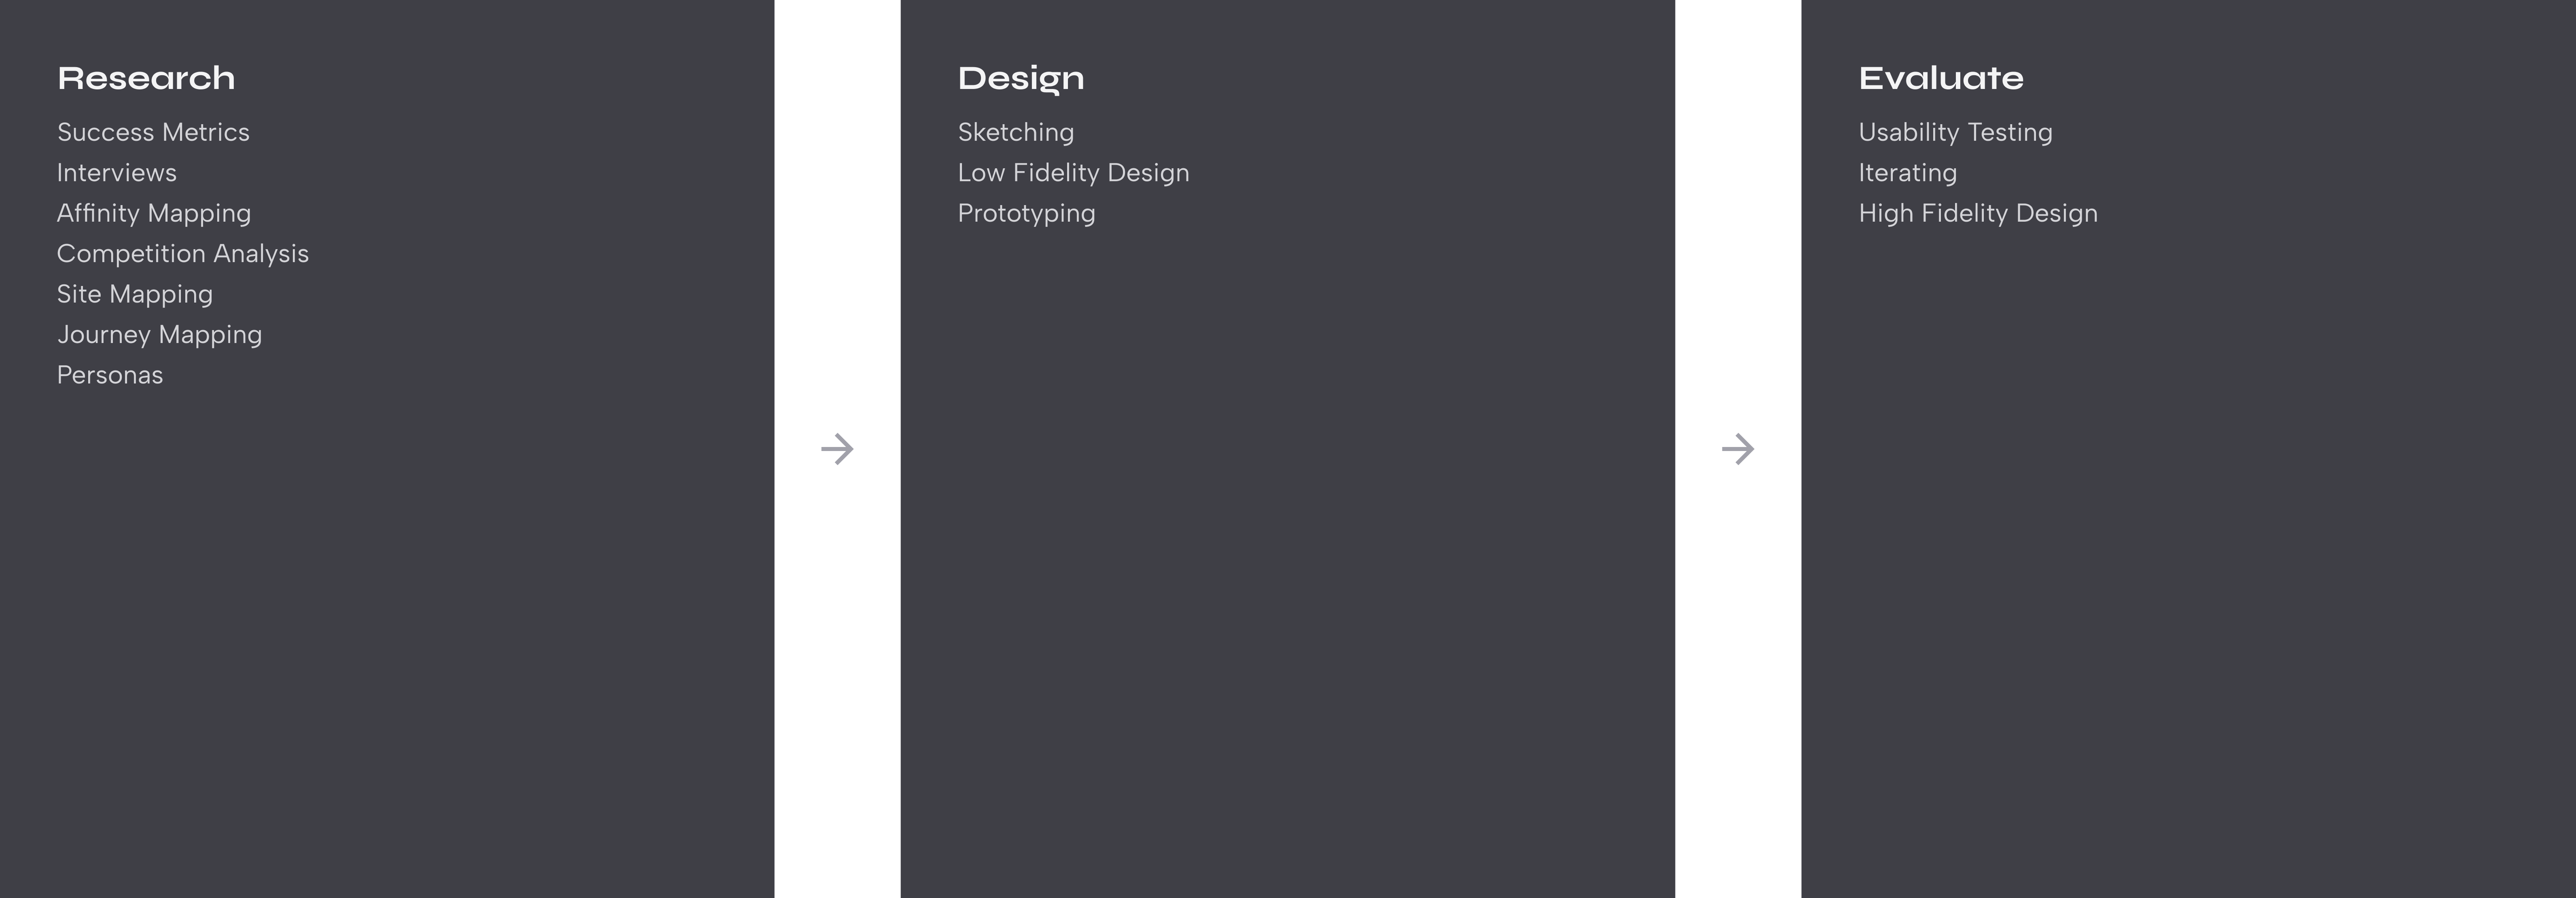 Research
Success Metrics
Interviews
Affinity Mapping
Competition Analysis
Site Mapping
Journey Mapping
Personas
Design
Sketching
Low Fidelity Design
Prototyping
Evaluate
Usability Testing
Iterating
High Fidelity Design